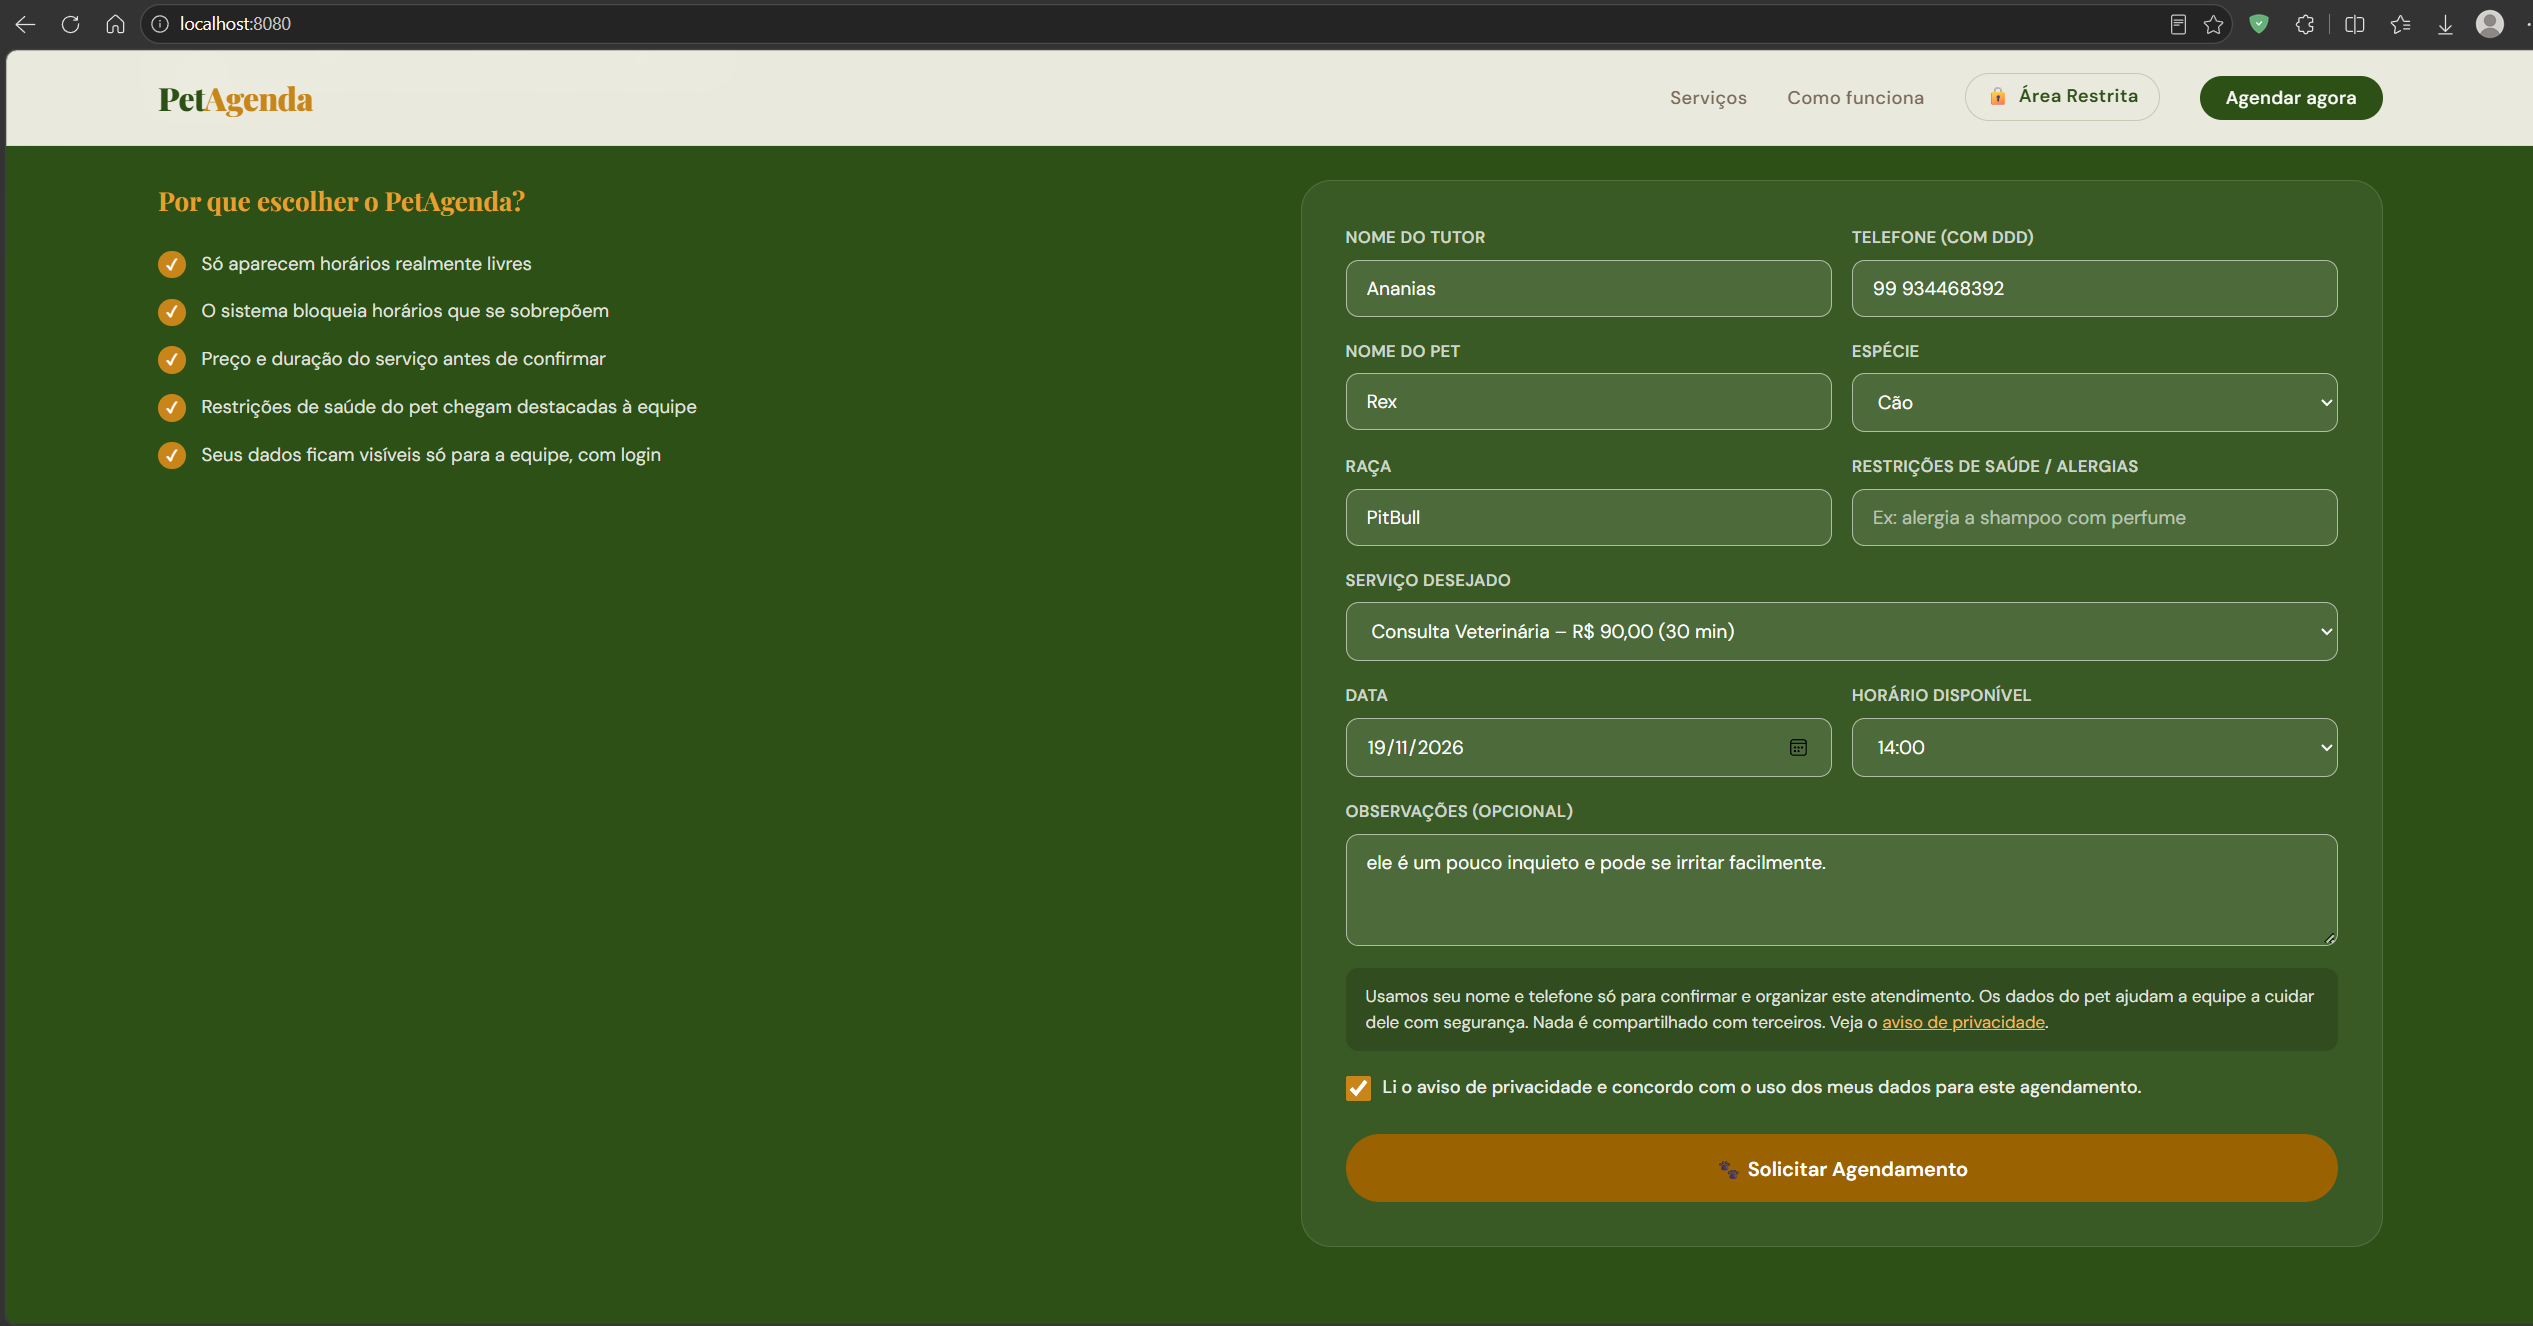 localhost:8080
PetAgenda
Serviços
Como funciona
Área Restrita
Agendar agora
Por que escolher o PetAgenda?
Só aparecem horários realmente livres
O sistema bloqueia horários que se sobrepõem
Preço e duração do serviço antes de confirmar
Restrições de saúde do pet chegam destacadas à equipe
Seus dados ficam visíveis só para a equipe, com login
NOME DO TUTOR
TELEFONE (COM DDD)
Ananias
99 934468392
NOME DO PET
ESPÉCIE
Rex
Cão
RAÇA
RESTRIÇÕES DE SAÚDE / ALERGIAS
PitBull
Ex: alergia a shampoo com perfume
SERVIÇO DESEJADO
Consulta Veterinária – R$ 90,00 (30 min)
DATA
HORÁRIO DISPONÍVEL
19/11/2026
14:00
OBSERVAÇÕES (OPCIONAL)
ele é um pouco inquieto e pode se irritar facilmente.
Usamos seu nome e telefone só para confirmar e organizar este atendimento. Os dados do pet ajudam a equipe a cuidar
dele com segurança. Nada é compartilhado com terceiros. Veja o aviso de privacidade.
Li o aviso de privacidade e concordo com o uso dos meus dados para este agendamento.
Solicitar Agendamento